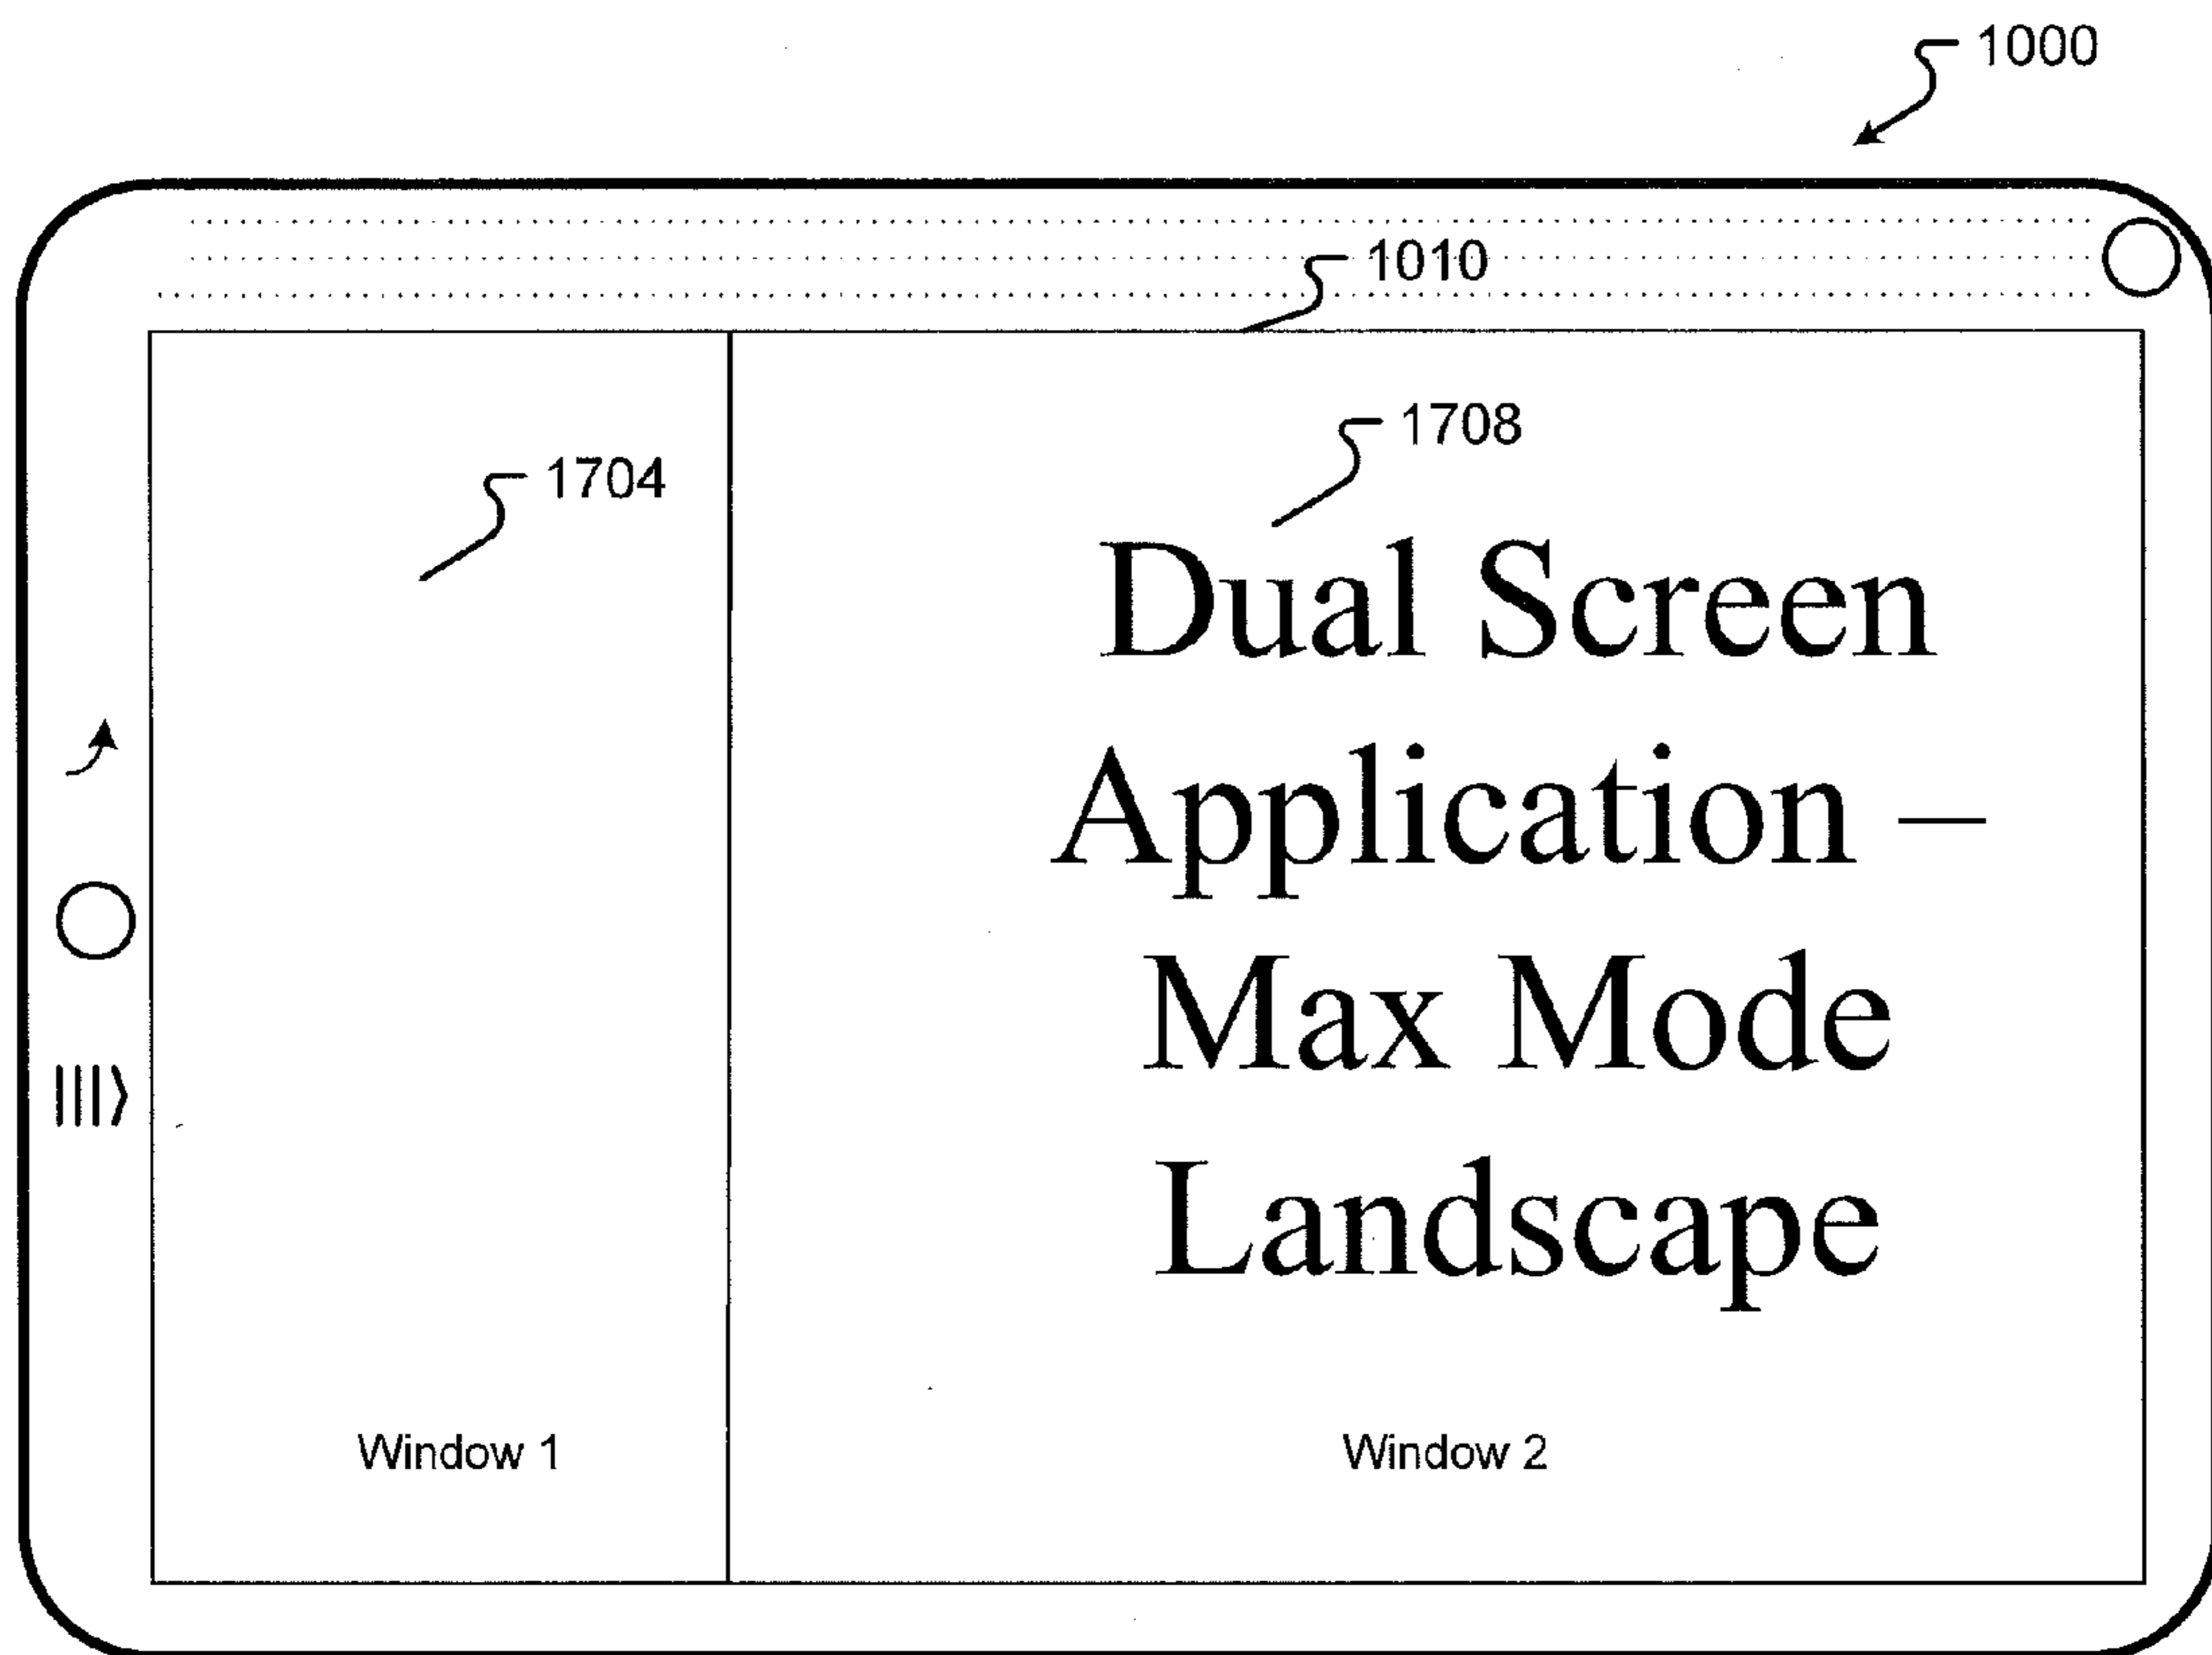 1000
1010
1708
1704
Dual Screen
Application –
Max Mode
Landscape
Window 1
Window 2